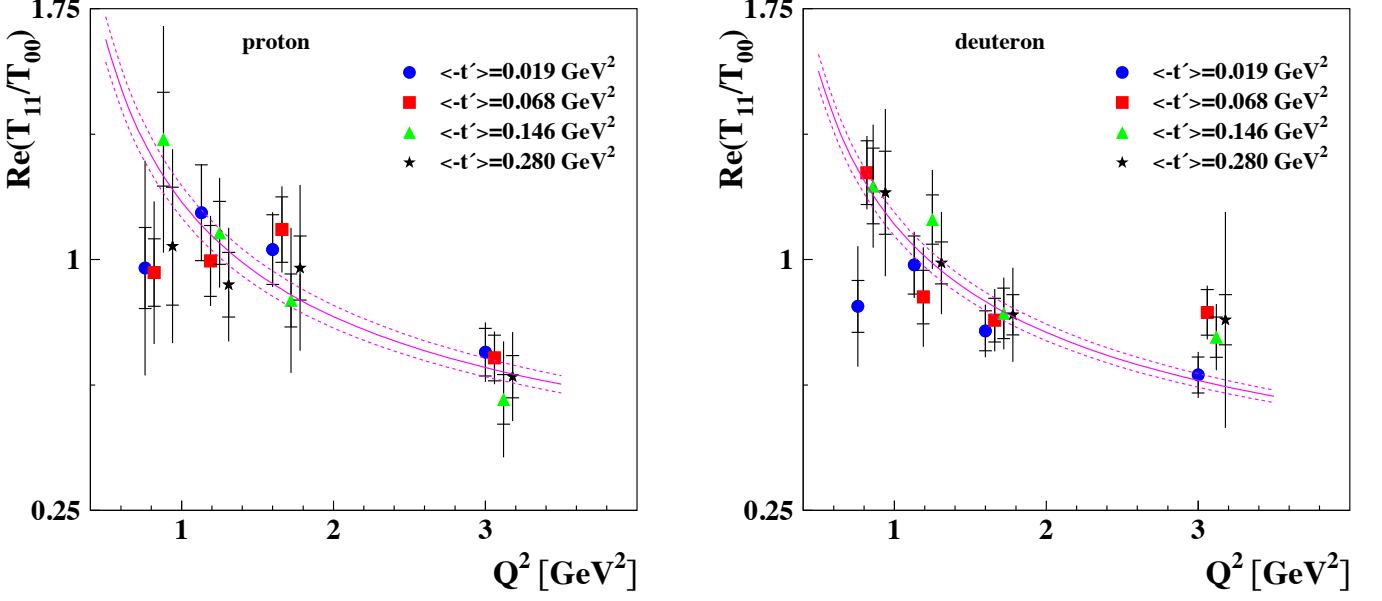 Re(T11/T00)
1.75
1
0.25
proton
<-t´>=0.019 GeV2
<-t´>=0.068 GeV2
<-t´>=0.146 GeV2
<-t´>=0.280 GeV2
1 2 3
Q2 [GeV2]
Re(T11/T00)
1.75
1
0.25
deuteron
<-t´>=0.019 GeV2
<-t´>=0.068 GeV2
<-t´>=0.146 GeV2
<-t´>=0.280 GeV2
1 2 3
Q2 [GeV2]